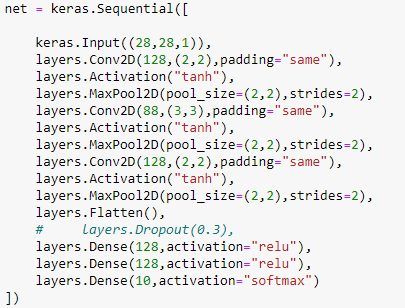 net = keras.Sequential([
keras.Input((28,28,1)),
layers.Conv2D(128,(2,2),padding="same"),
layers.Activation("tanh"),
layers.MaxPool2D(pool_size=(2,2),strides=2),
layers.Conv2D(88,(3,3),padding="same"),
layers.Activation("tanh"),
layers.MaxPool2D(pool_size=(2,2),strides=2),
layers.Conv2D(128,(2,2),padding="same"),
layers.Activation("tanh"),
layers.MaxPool2D(pool_size=(2,2),strides=2),
layers.Flatten(),
#     layers.Dropout(0.3),
layers.Dense(128,activation="relu"),
layers.Dense(128,activation="relu"),
layers.Dense(10,activation="softmax")
])